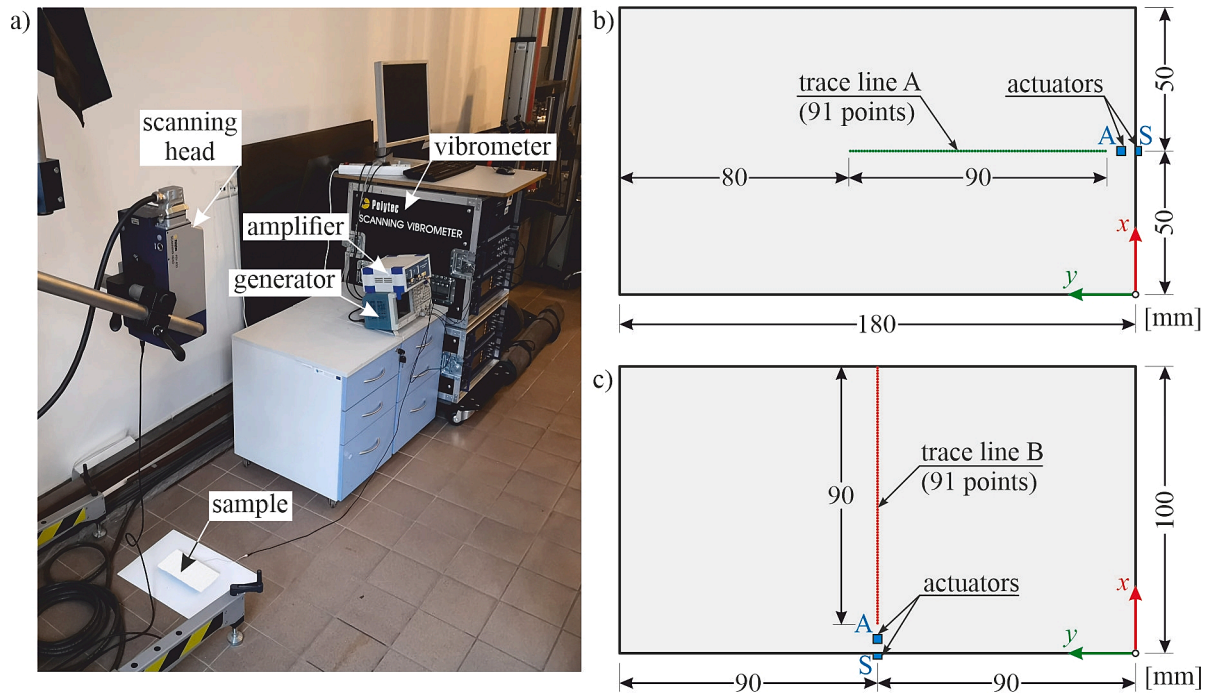 a)
scanning
head
vibrometer
Polytec
SCANNING VIBROMETER
amplifier
generator
sample
b)
trace line A
(91 points)
actuators
A
S
50
80
90
50
x
y
180
[mm]
c)
trace line B
(91 points)
90
100
actuators
A
S
x
y
90
90
[mm]